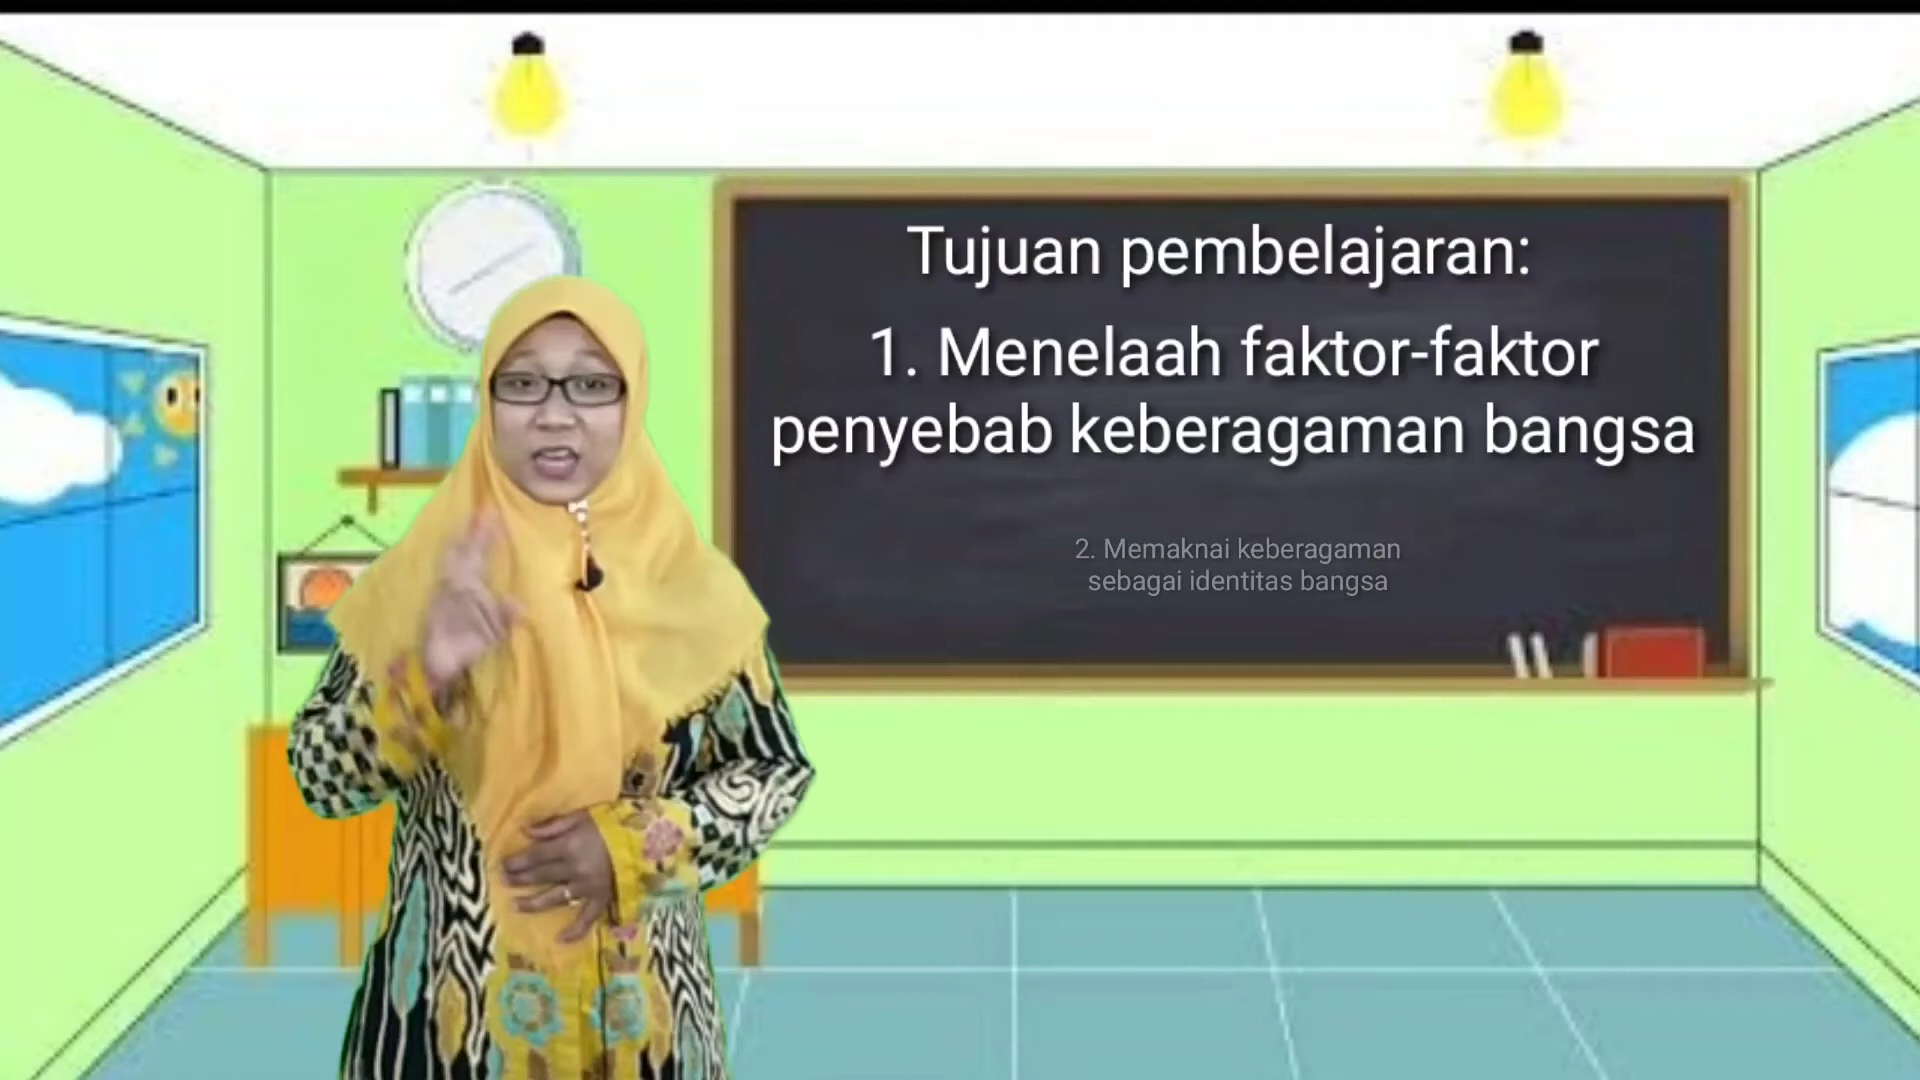 Tujuan pembelajaran:
1. Menelaah faktor-faktor
penyebab keberagaman bangsa
2. Memaknai keberagaman
sebagai identitas bangsa